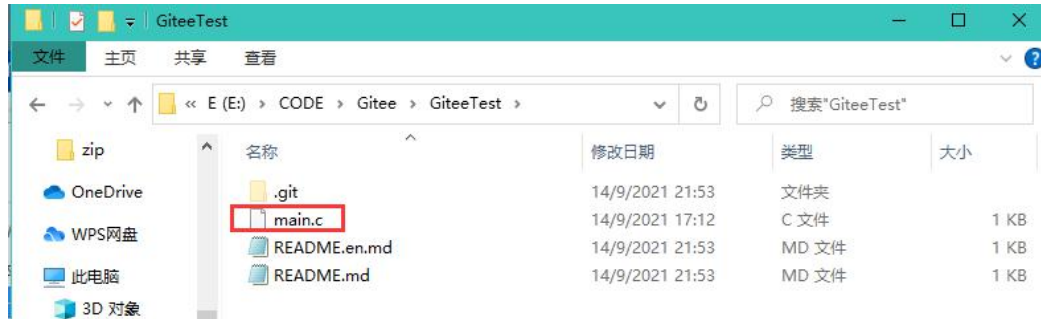 GiteeTest
文件 主页 共享 查看
« E (E:) › CODE › Gitee › GiteeTest › 搜索"GiteeTest"
zip 名称 修改日期 类型 大小
OneDrive .git 14/9/2021 21:53 文件夹
main.c 14/9/2021 17:12 C 文件 1 KB
WPS网盘 README.en.md 14/9/2021 21:53 MD 文件 1 KB
此电脑 README.md 14/9/2021 21:53 MD 文件 1 KB
3D 对象